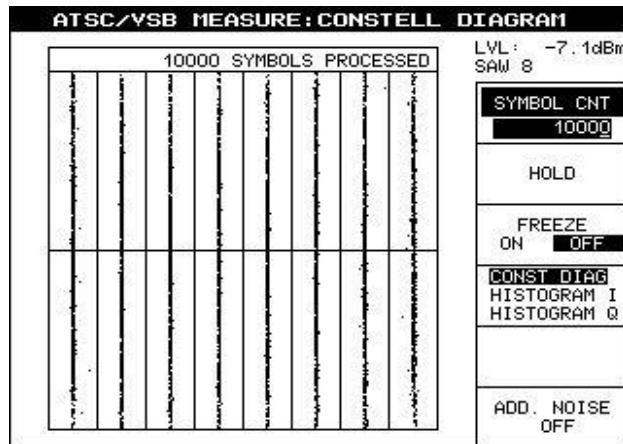 ATSC/VSB MEASURE:CONSTELL DIAGRAM
10000 SYMBOLS PROCESSED
LVL: -7.1dBm
SAW 8
SYMBOL CNT
10000
HOLD
FREEZE
ON OFF
CONST DIAG
HISTOGRAM I
HISTOGRAM Q
ADD. NOISE
OFF